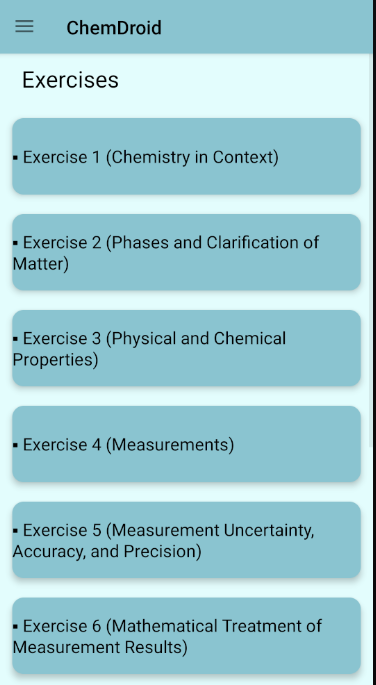 ChemDroid
Exercises
▪ Exercise 1 (Chemistry in Context)
▪ Exercise 2 (Phases and Clarification of
Matter)
▪ Exercise 3 (Physical and Chemical
Properties)
▪ Exercise 4 (Measurements)
▪ Exercise 5 (Measurement Uncertainty,
Accuracy, and Precision)
▪ Exercise 6 (Mathematical Treatment of
Measurement Results)